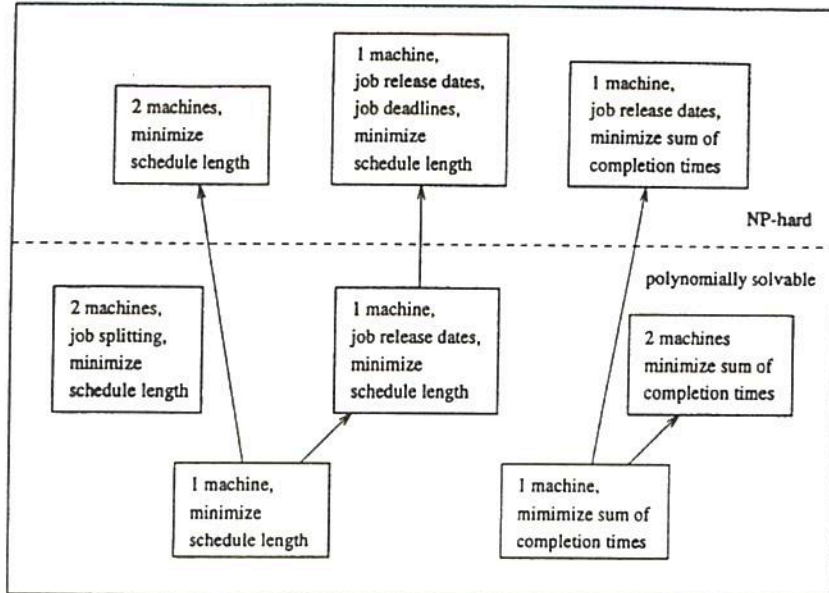 1 machine,
job release dates,
job deadlines,
minimize
schedule length
2 machines,
minimize
schedule length
1 machine,
job release dates,
minimize sum of
completion times
NP-hard
polynomially solvable
2 machines,
job splitting,
minimize
schedule length
1 machine,
job release dates,
minimize
schedule length
2 machines
minimize sum of
completion times
1 machine,
minimize
schedule length
1 machine,
mimimize sum of
completion times